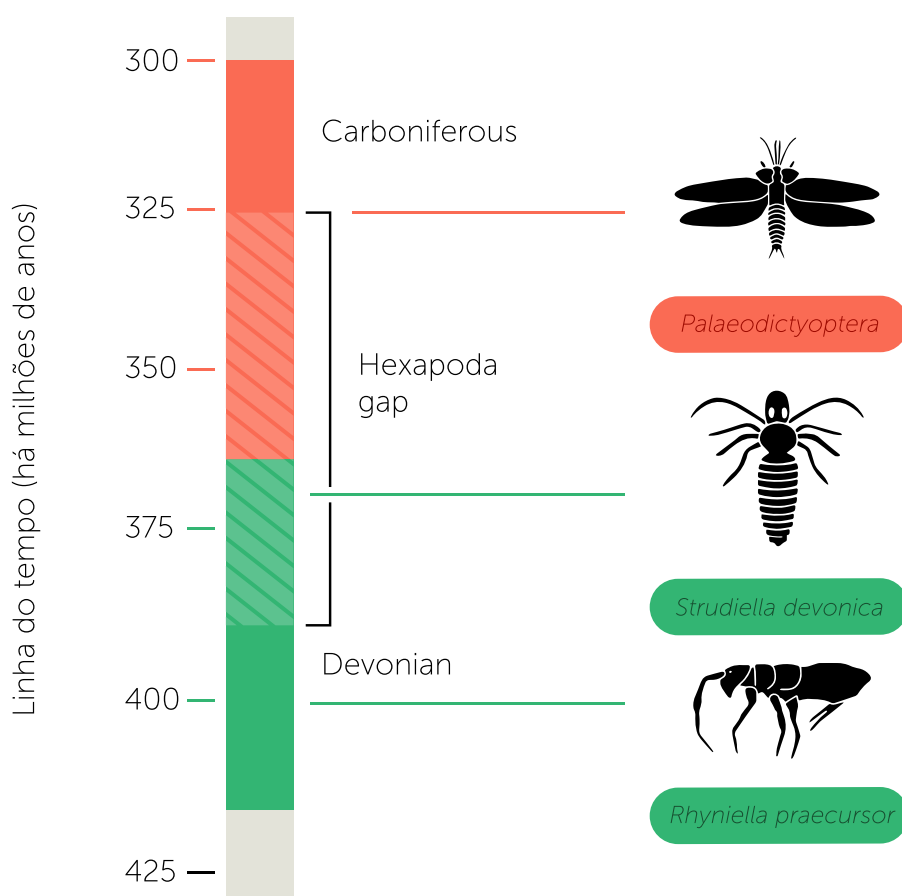 Linha do tempo (há milhões de anos)
300
325
350
375
400
425
Carboniferous
Hexapoda
gap
Devonian
Palaeodictyoptera
Strudiella devonica
Rhyniella praecursor